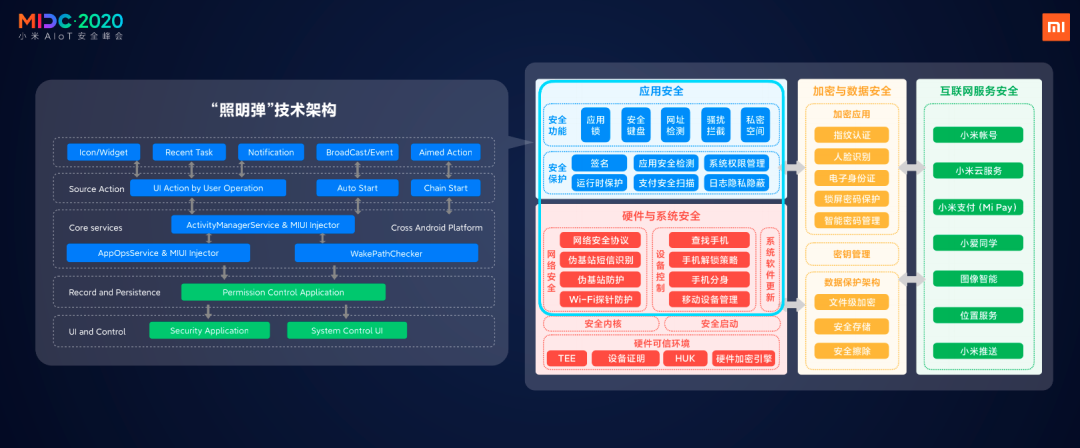 MIDC·2020
小米 AIoT 安全峰会
“照明弹”技术架构
Icon/Widget
Recent Task
Notification
BroadCast/Event
Aimed Action
Source Action
UI Action by User Operation
Auto Start
Chain Start
Core services
ActivityManagerService & MIUI Injector
Cross Android Platform
AppOpsService & MIUI Injector
WakePathChecker
Record and Persistence
Permission Control Application
UI and Control
Security Application
System Control UI
应用安全
安全
功能
应用
锁
安全
键盘
网址
检测
骚扰
拦截
私密
空间
安全
保护
签名
应用安全检测
系统权限管理
运行时保护
支付安全扫描
日志隐私隐蔽
硬件与系统安全
网络安全
网络安全协议
伪基站短信识别
伪基站防护
Wi-Fi探针防护
设备控制
查找手机
手机解锁策略
手机分身
移动设备管理
系统软件更新
安全内核
安全启动
硬件可信环境
TEE
设备证明
HUK
硬件加密引擎
加密与数据安全
加密应用
指纹认证
人脸识别
电子身份证
锁屏密码保护
智能密码管理
密钥管理
数据保护架构
文件级加密
安全存储
安全擦除
互联网服务安全
小米帐号
小米云服务
小米支付 (Mi Pay)
小爱同学
图像智能
位置服务
小米推送